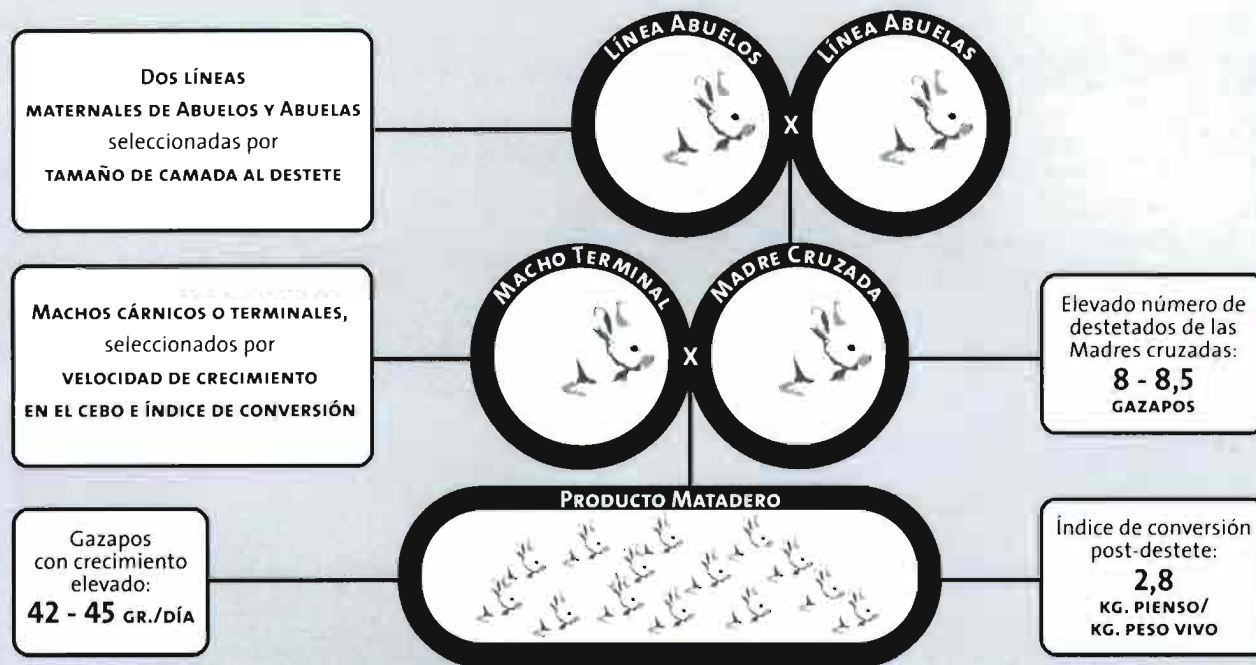 DOS LÍNEAS
MATERNALES DE ABUELOS Y ABUELAS
seleccionadas por
TAMAÑO DE CAMADA AL DESTETE
LÍNEA ABUELOS
X
LÍNEA ABUELAS
MACHOS CÁRNICOS O TERMINALES,
seleccionados por
VELOCIDAD DE CRECIMIENTO
EN EL CEBO E ÍNDICE DE CONVERSIÓN
MACHO TERMINAL
X
MADRE CRUZADA
Elevado número de
destetados de las
Madres cruzadas:
8 - 8,5
GAZAPOS
Gazapos
con crecimiento
elevado:
42 - 45 GR./DÍA
PRODUCTO MATADERO
Índice de conversión
post-destete:
2,8
KG. PIENSO/
KG. PESO VIVO